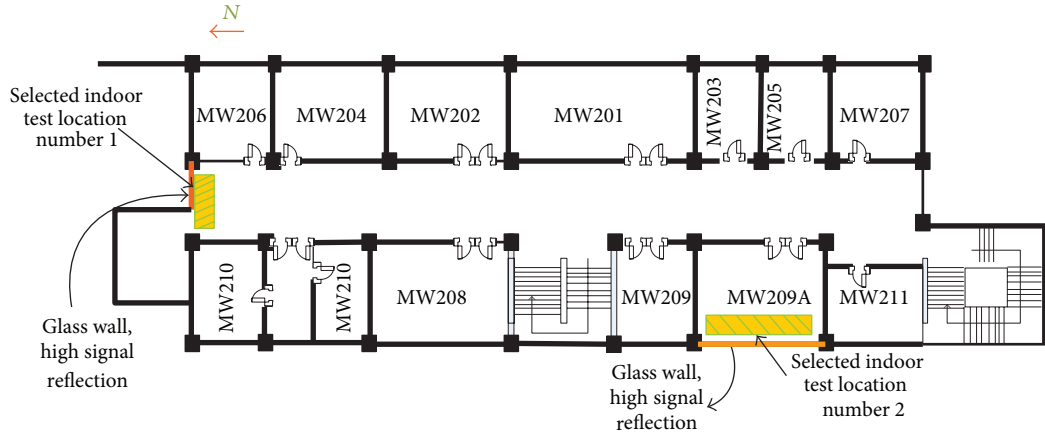 N
Selected indoor
test location
number 1
MW206
MW204
MW202
MW201
MW203
MW205
MW207
MW210
MW210
MW208
MW209
MW209A
MW211
Glass wall,
high signal
reflection
Glass wall,
high signal
reflection
Selected indoor
test location
number 2